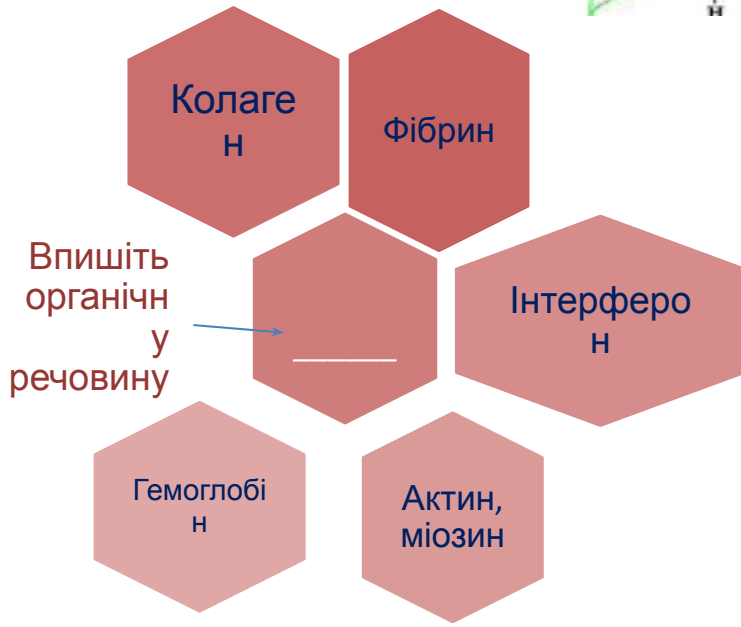 Колаге
н
Фібрин
Впишіть
органічн
у
речовину
______
Інтерферо
н
Гемоглобі
н
Актин,
міозин